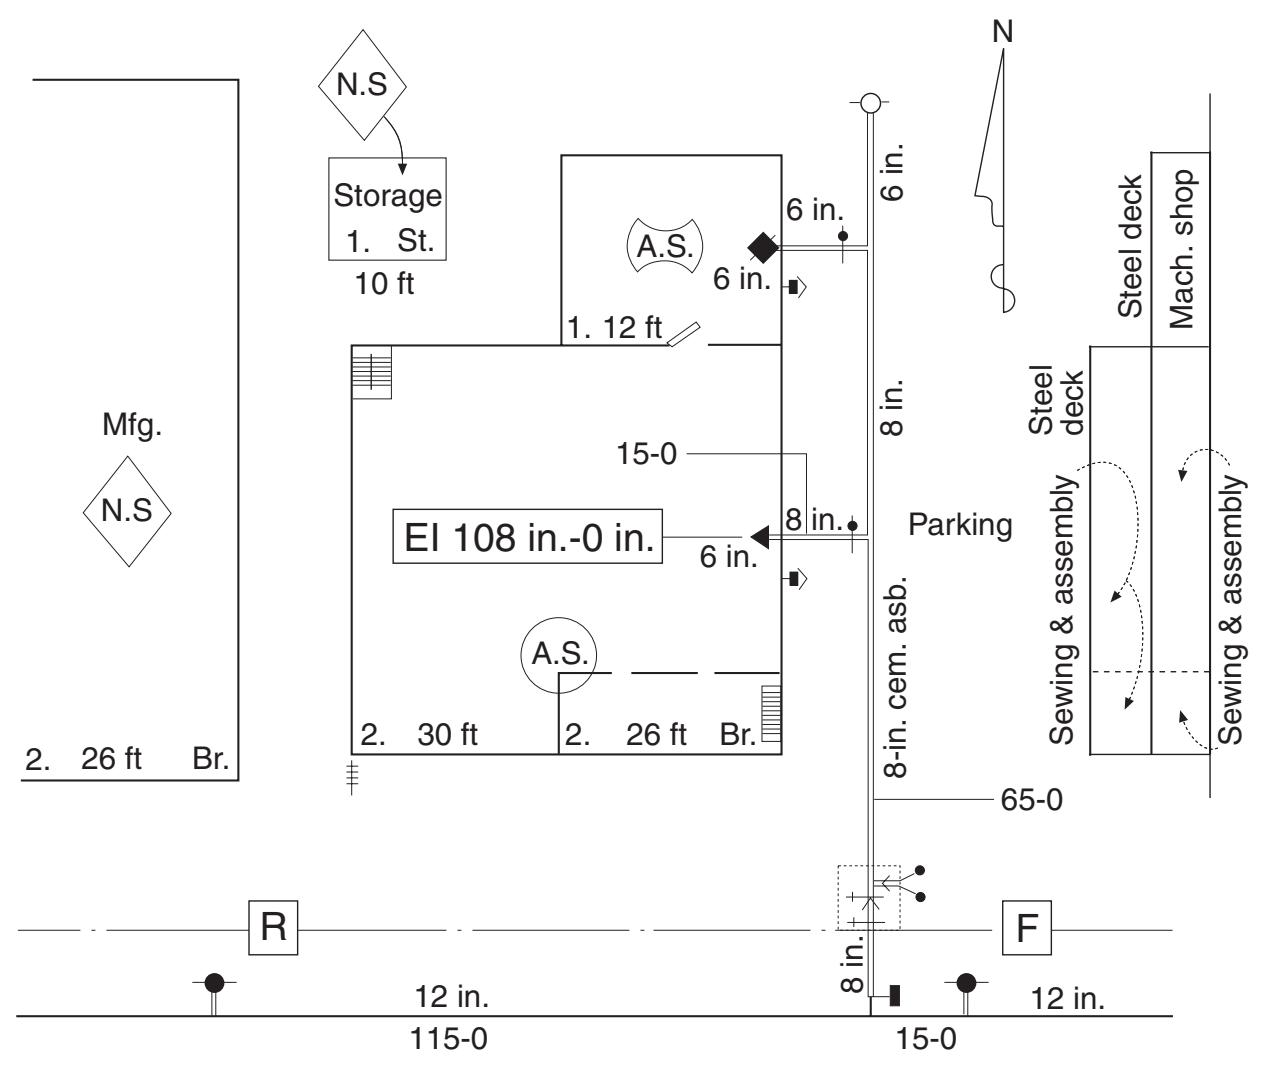 N
N.S
Storage
1. St.
10 ft
6 in.
6 in.
A.S.
6 in.
1. 12 ft
Steel deck
Mach. shop
Steel
deck
8 in.
Mfg.
N.S
15-0
8 in.
EI 108 in.-0 in.
6 in.
Parking
Sewing & assembly
Sewing & assembly
8-in. cem. asb.
A.S.
2. 30 ft
2. 26 ft Br.
2. 26 ft Br.
65-0
R
F
8 in.
12 in.
12 in.
115-0
15-0